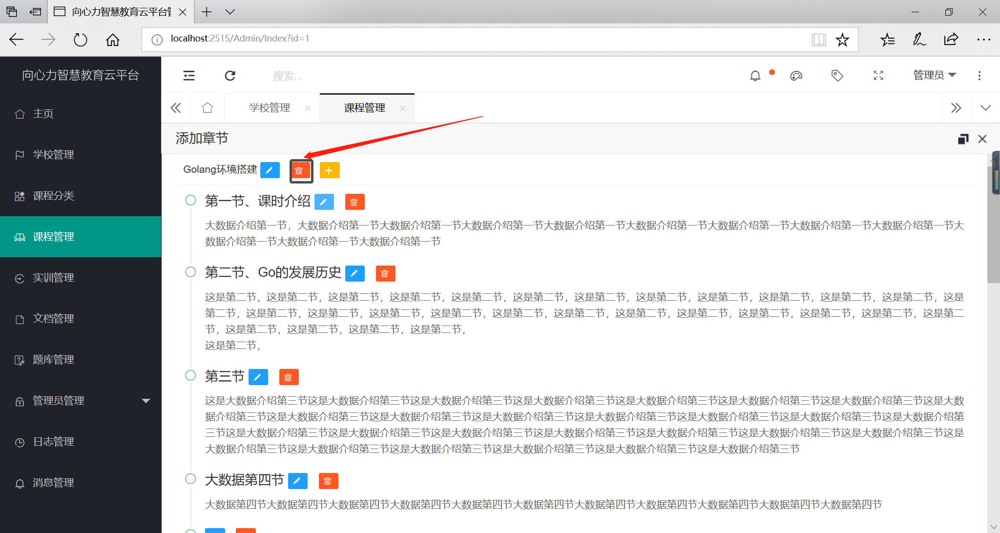 向心力智慧教育云平台
localhost:2515/Admin/Index?id=1
向心力智慧教育云平台
搜索...
管理员
主页
学校管理
课程分类
课程管理
实训管理
文档管理
题库管理
管理员管理
日志管理
消息管理
学校管理
课程管理
添加章节
Golang环境搭建
第一节、课时介绍
大数据介绍第一节，大数据介绍第一节大数据介绍第一节大数据介绍第一节大数据介绍第一节大数据介绍第一节大数据介绍第一节大数据介绍第一节大数据介绍第一节大
数据介绍第一节大数据介绍第一节大数据介绍第一节
第二节、Go的发展历史
这是第二节，这是第二节，这是第二节，这是第二节，这是第二节，这是第二节，这是第二节，这是第二节，这是第二节，这是第二节，这是第二节，这是第二节，这是
第二节，这是第二节，这是第二节，这是第二节，这是第二节，这是第二节，这是第二节，这是第二节，这是第二节，这是第二节，这是第二节，这是第二节，这是第二
节，这是第二节，这是第二节，这是第二节，这是第二节，
这是第二节，
第三节
这是大数据介绍第三节这是大数据介绍第三节这是大数据介绍第三节这是大数据介绍第三节这是大数据介绍第三节这是大数据介绍第三节这是大数据介绍第三节这是大数
据介绍第三节这是大数据介绍第三节这是大数据介绍第三节这是大数据介绍第三节这是大数据介绍第三节这是大数据介绍第三节这是大数据介绍第三节这是大数据介绍第
三节这是大数据介绍第三节这是大数据介绍第三节这是大数据介绍第三节这是大数据介绍第三节这是大数据介绍第三节这是大数据介绍第三节这是大数据介绍第三节这是
大数据介绍第三节这是大数据介绍第三节这是大数据介绍第三节这是大数据介绍第三节这是大数据介绍第三节这是大数据介绍第三节
大数据第四节
大数据第四节大数据第四节大数据第四节大数据第四节大数据第四节大数据第四节大数据第四节大数据第四节大数据第四节大数据第四节大数据第四节